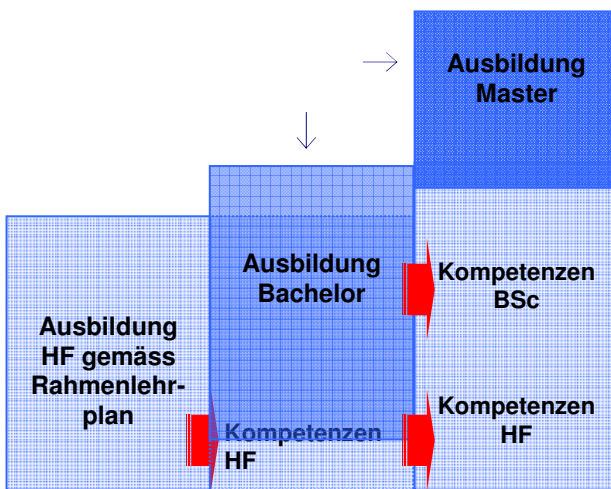 Ausbildung
Master
Ausbildung
Bachelor
Kompetenzen
BSc
Ausbildung
HF gemäss
Rahmenlehr-
plan
Kompetenzen
HF
Kompetenzen
HF